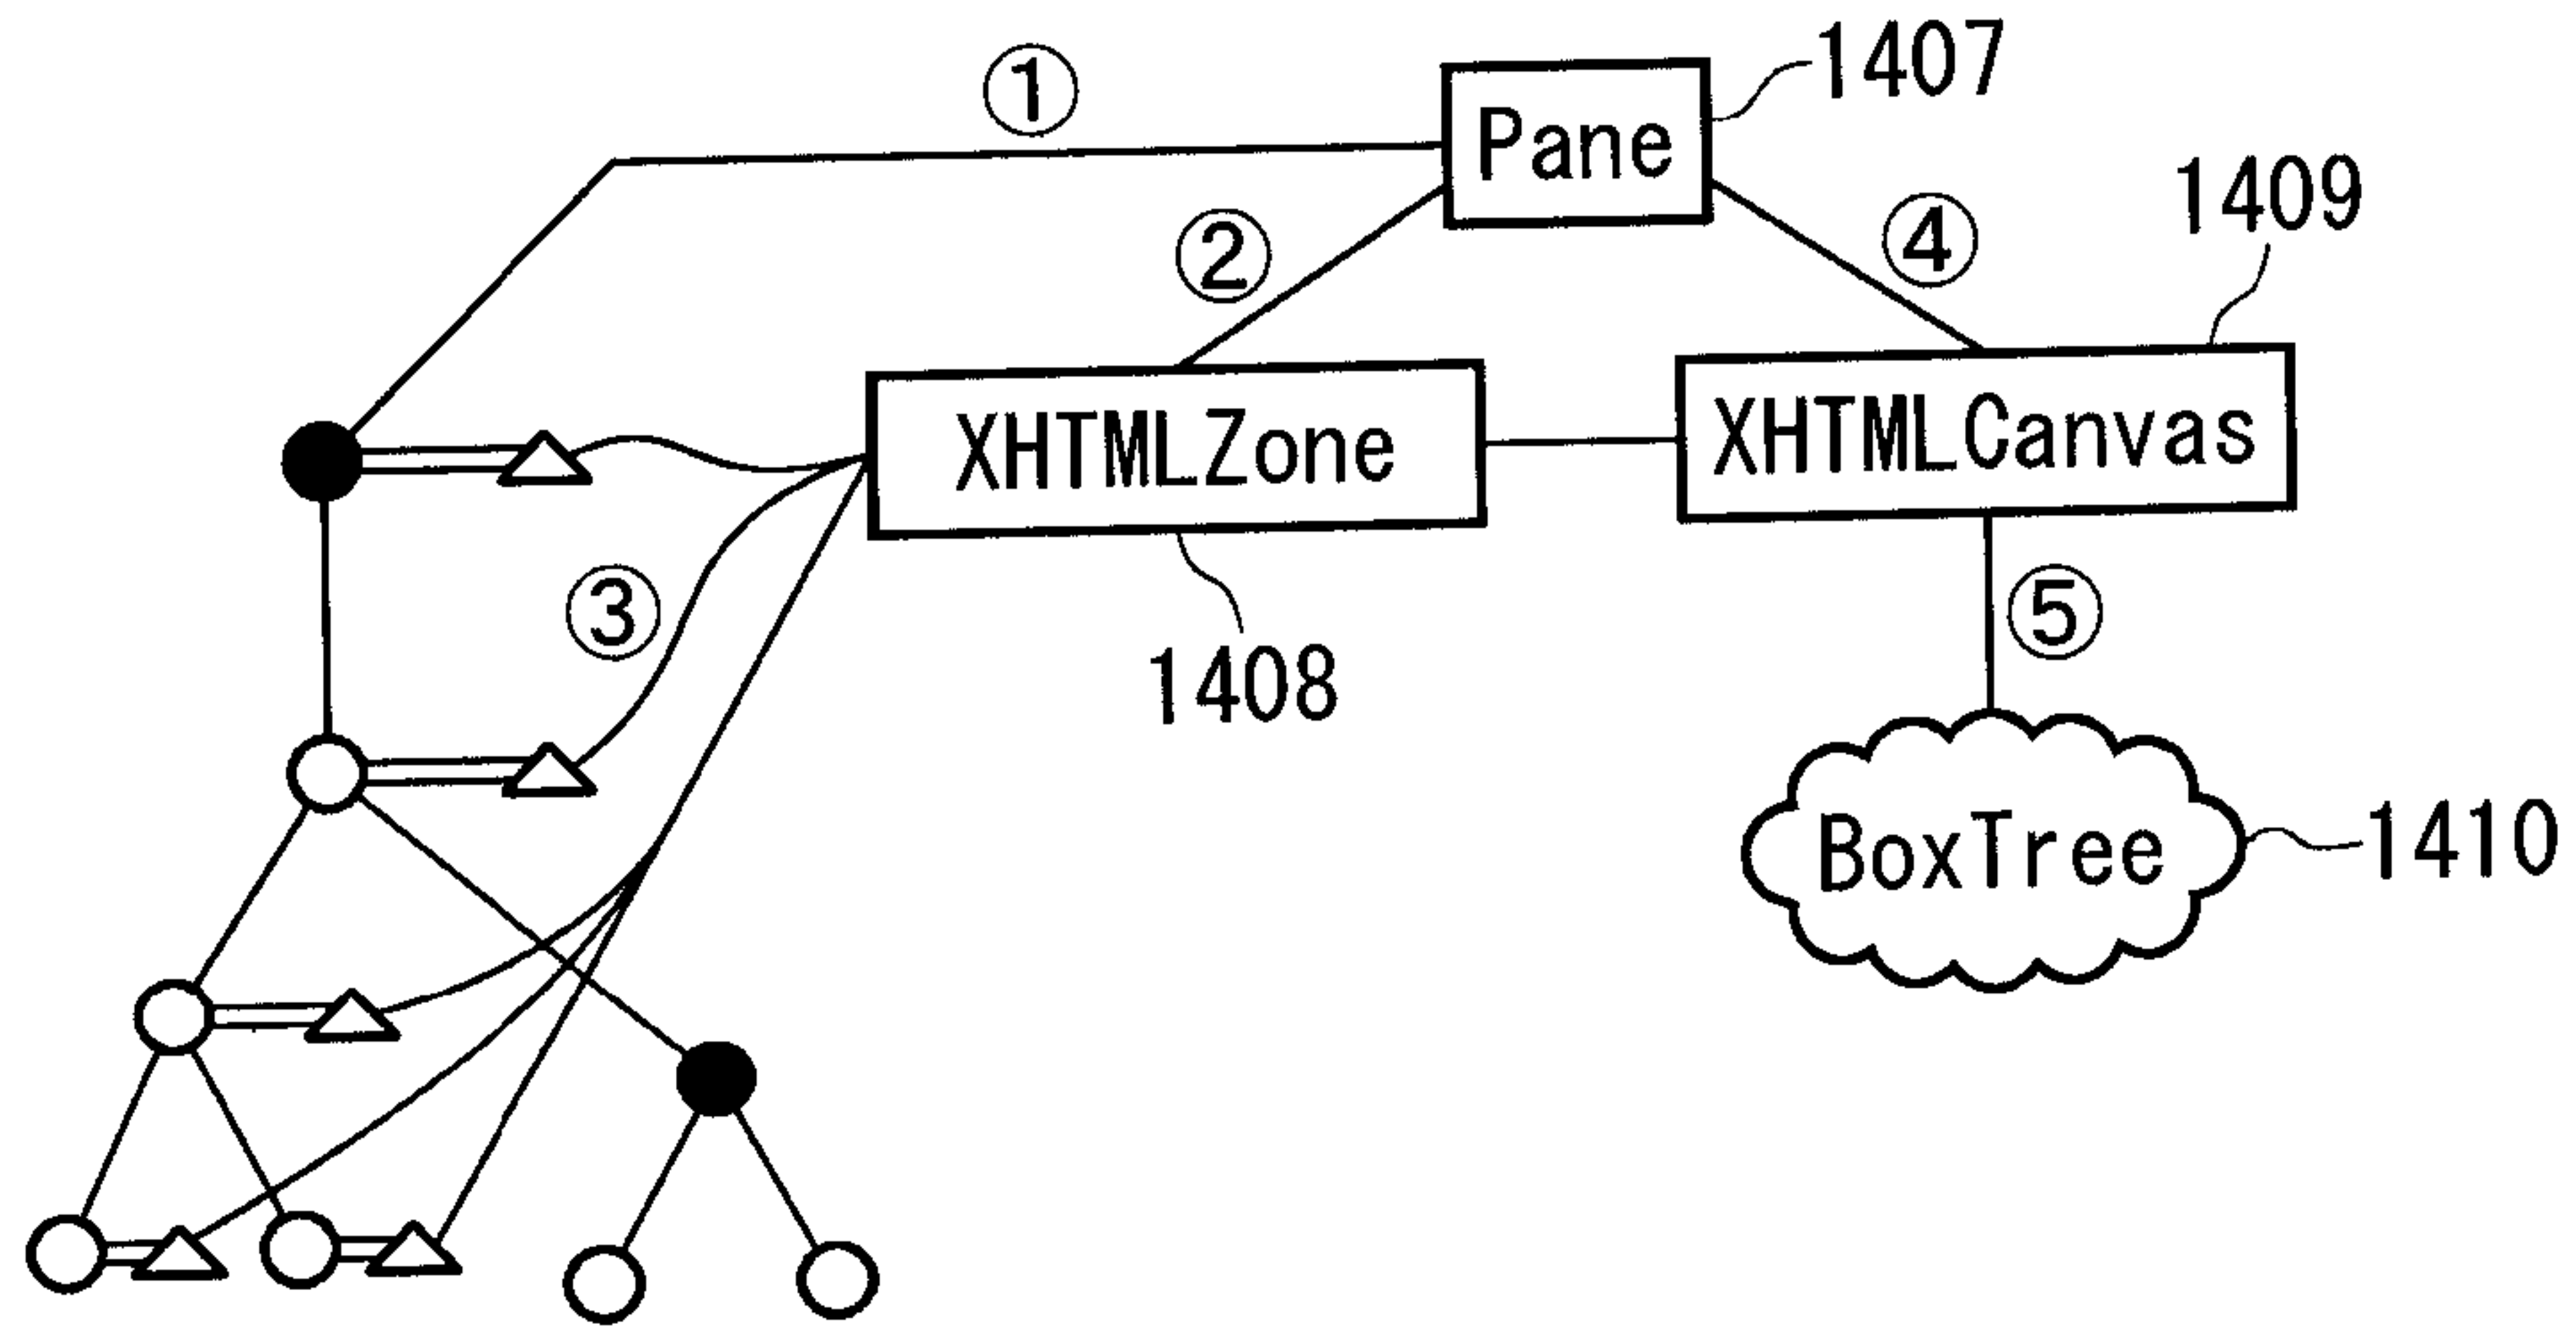 ①
1407
Pane
②
④
1409
XHTMLZone
XHTMLCanvas
③
1408
⑤
BoxTree
1410